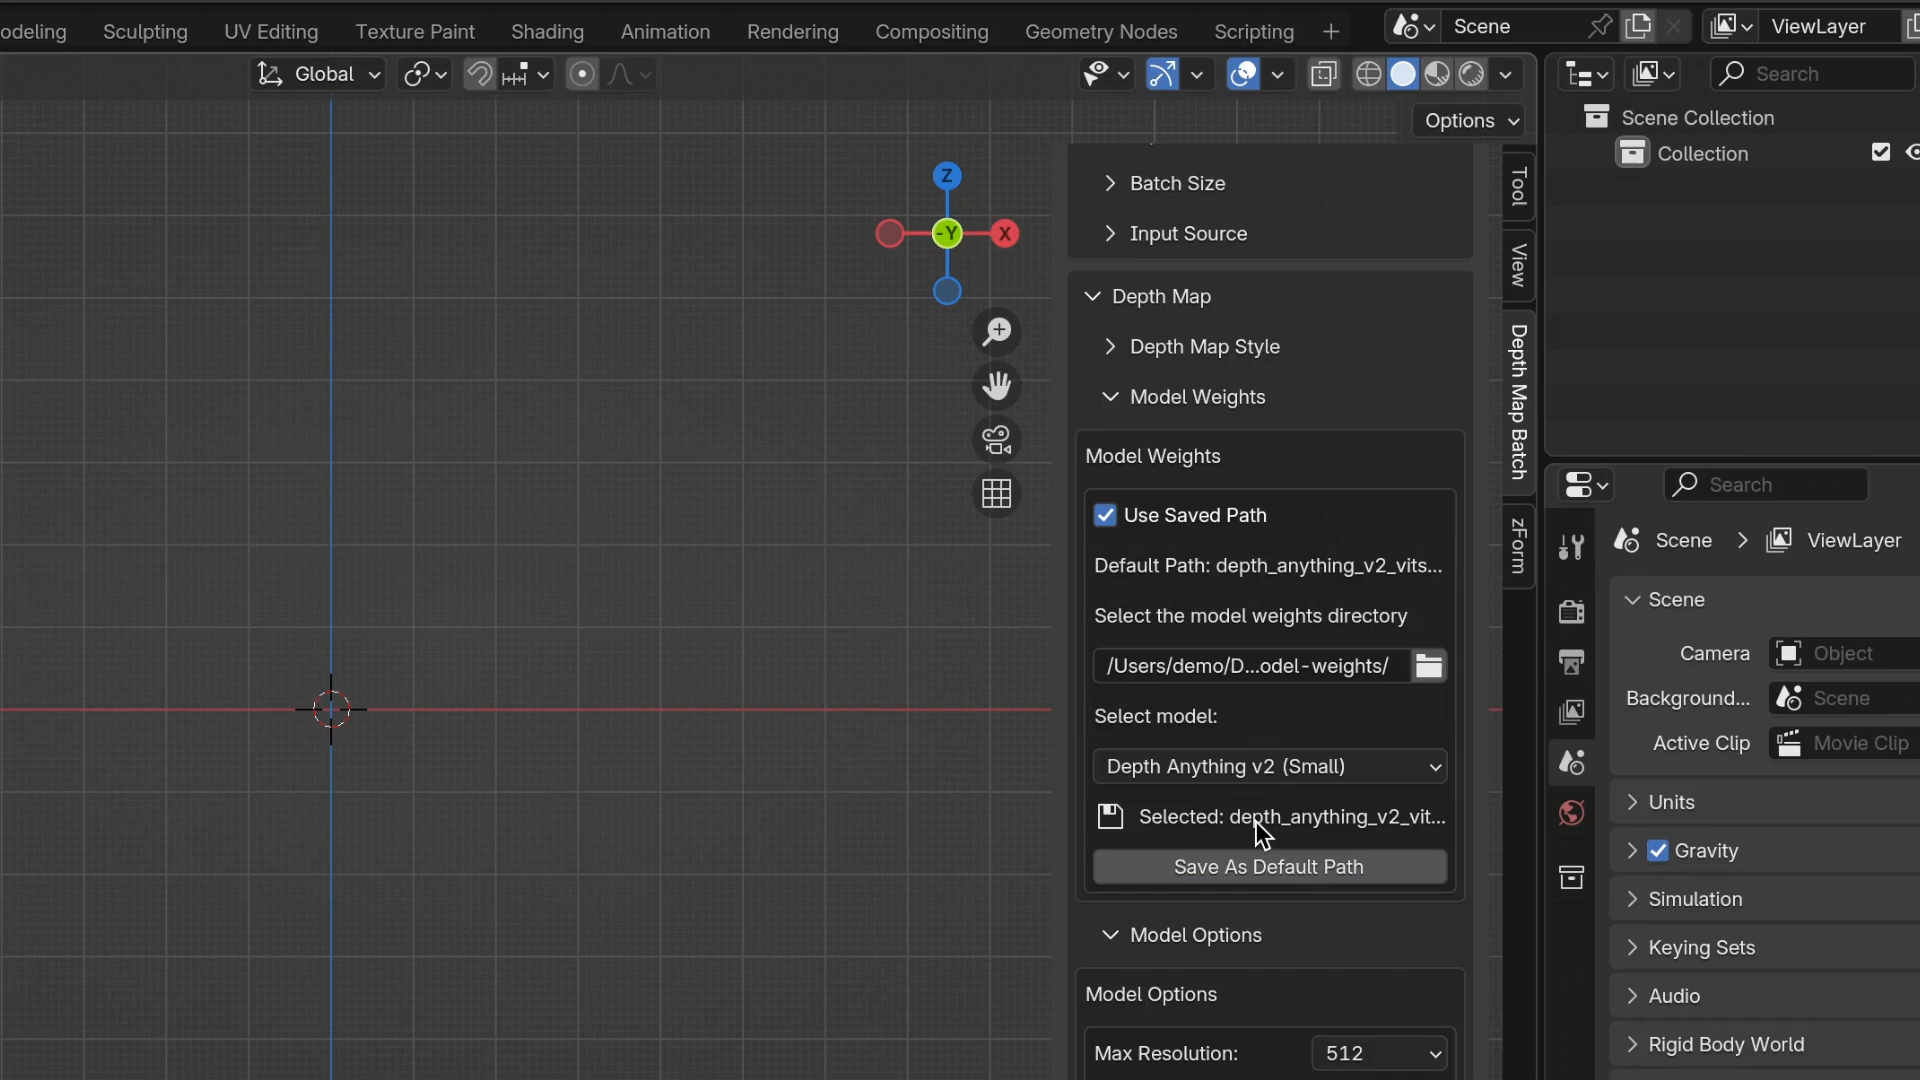 odeling Sculpting UV Editing Texture Paint Shading Animation Rendering Compositing Geometry Nodes Scripting + Scene ViewLayer
Global Search
Options
Scene Collection
Collection
Z
-Y X
Batch Size
Input Source
Depth Map
Depth Map Style
Model Weights
Model Weights
Use Saved Path
Default Path: depth_anything_v2_vits...
Select the model weights directory
/Users/demo/D...odel-weights/
Select model:
Depth Anything v2 (Small)
Selected: depth_anything_v2_vit...
Save As Default Path
Model Options
Model Options
Max Resolution: 512
Tool
View
Depth Map Batch
zForm
Search
Scene > ViewLayer
Scene
Camera Object
Background... Scene
Active Clip Movie Clip
Units
Gravity
Simulation
Keying Sets
Audio
Rigid Body World